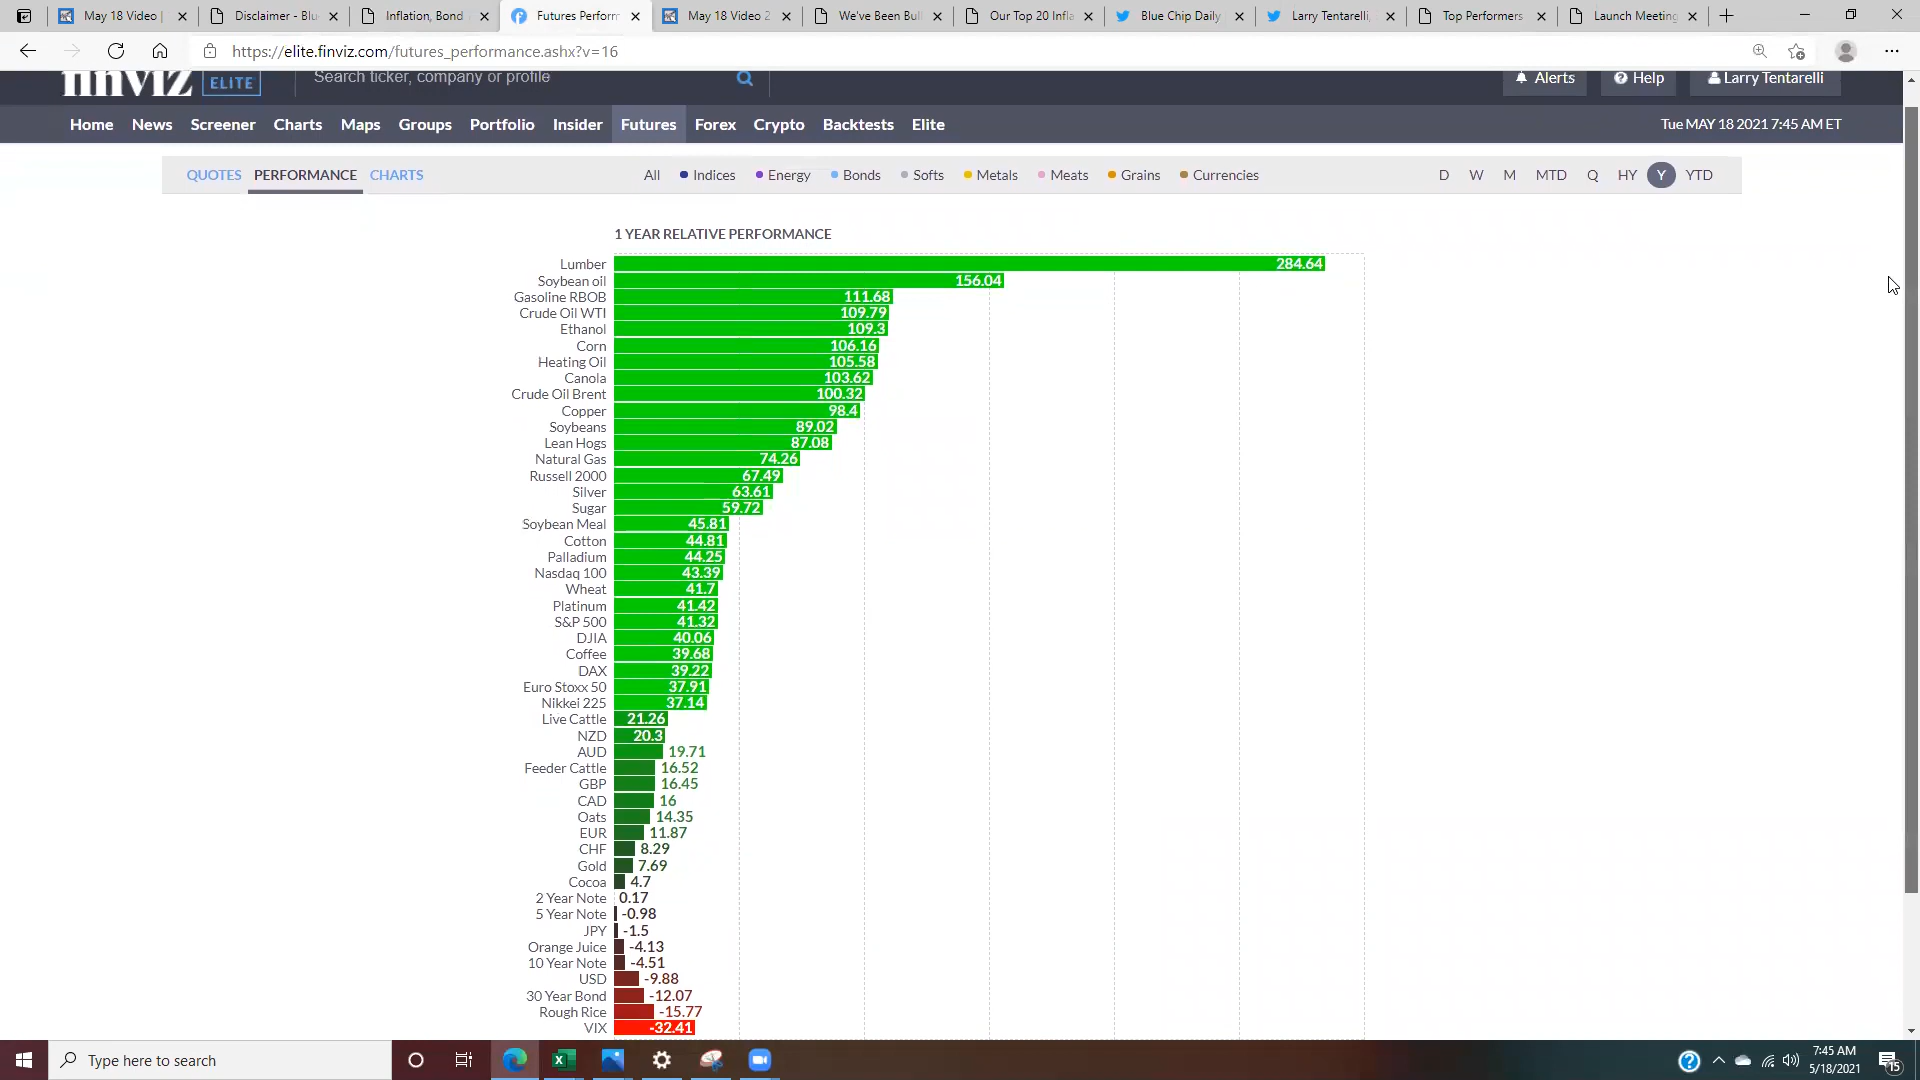 May 18 Video
Disclaimer - Blu
Inflation, Bond
Futures Perform
May 18 Video 2
We've Been Bul
Our Top 20 Infla
Blue Chip Daily
Larry Tentarelli,
Top Performers
Launch Meeting
https://elite.finviz.com/futures_performance.ashx?v=16
finviz ELITE
Search ticker, company or profile
Alerts
Help
Larry Tentarelli
Home News Screener Charts Maps Groups Portfolio Insider Futures Forex Crypto Backtests Elite
Tue MAY 18 2021 7:45 AM ET
QUOTES PERFORMANCE CHARTS
All Indices Energy Bonds Softs Metals Meats Grains Currencies
D W M MTD Q HY Y YTD
1 YEAR RELATIVE PERFORMANCE
Lumber 284.64
Soybean oil 156.04
Gasoline RBOB 111.68
Crude Oil WTI 109.79
Ethanol 109.3
Corn 106.16
Heating Oil 105.58
Canola 103.62
Crude Oil Brent 100.32
Copper 98.4
Soybeans 89.02
Lean Hogs 87.08
Natural Gas 74.26
Russell 2000 67.49
Silver 63.61
Sugar 59.72
Soybean Meal 45.81
Cotton 44.81
Palladium 44.25
Nasdaq 100 43.39
Wheat 41.7
Platinum 41.42
S&P 500 41.32
DJIA 40.06
Coffee 39.68
DAX 39.22
Euro Stoxx 50 37.91
Nikkei 225 37.14
Live Cattle 21.26
NZD 20.3
AUD 19.71
Feeder Cattle 16.52
GBP 16.45
CAD 16
Oats 14.35
EUR 11.87
CHF 8.29
Gold 7.69
Cocoa 4.7
2 Year Note 0.17
5 Year Note -0.98
JPY -1.5
Orange Juice -4.13
10 Year Note -4.51
USD -9.88
30 Year Bond -12.07
Rough Rice -15.77
VIX -32.41
Type here to search
7:45 AM
5/18/2021
15